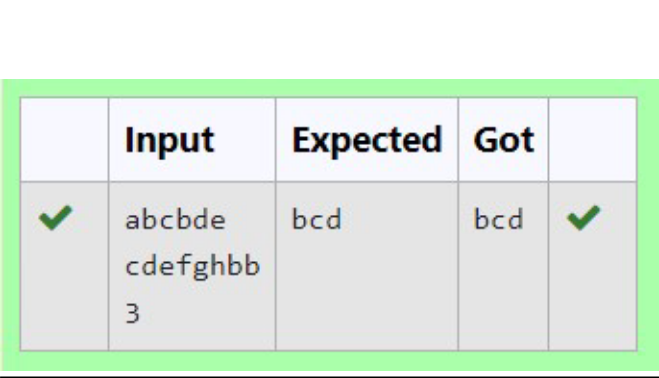 Input Expected Got
abcbde bcd bcd
cdefghbb
3